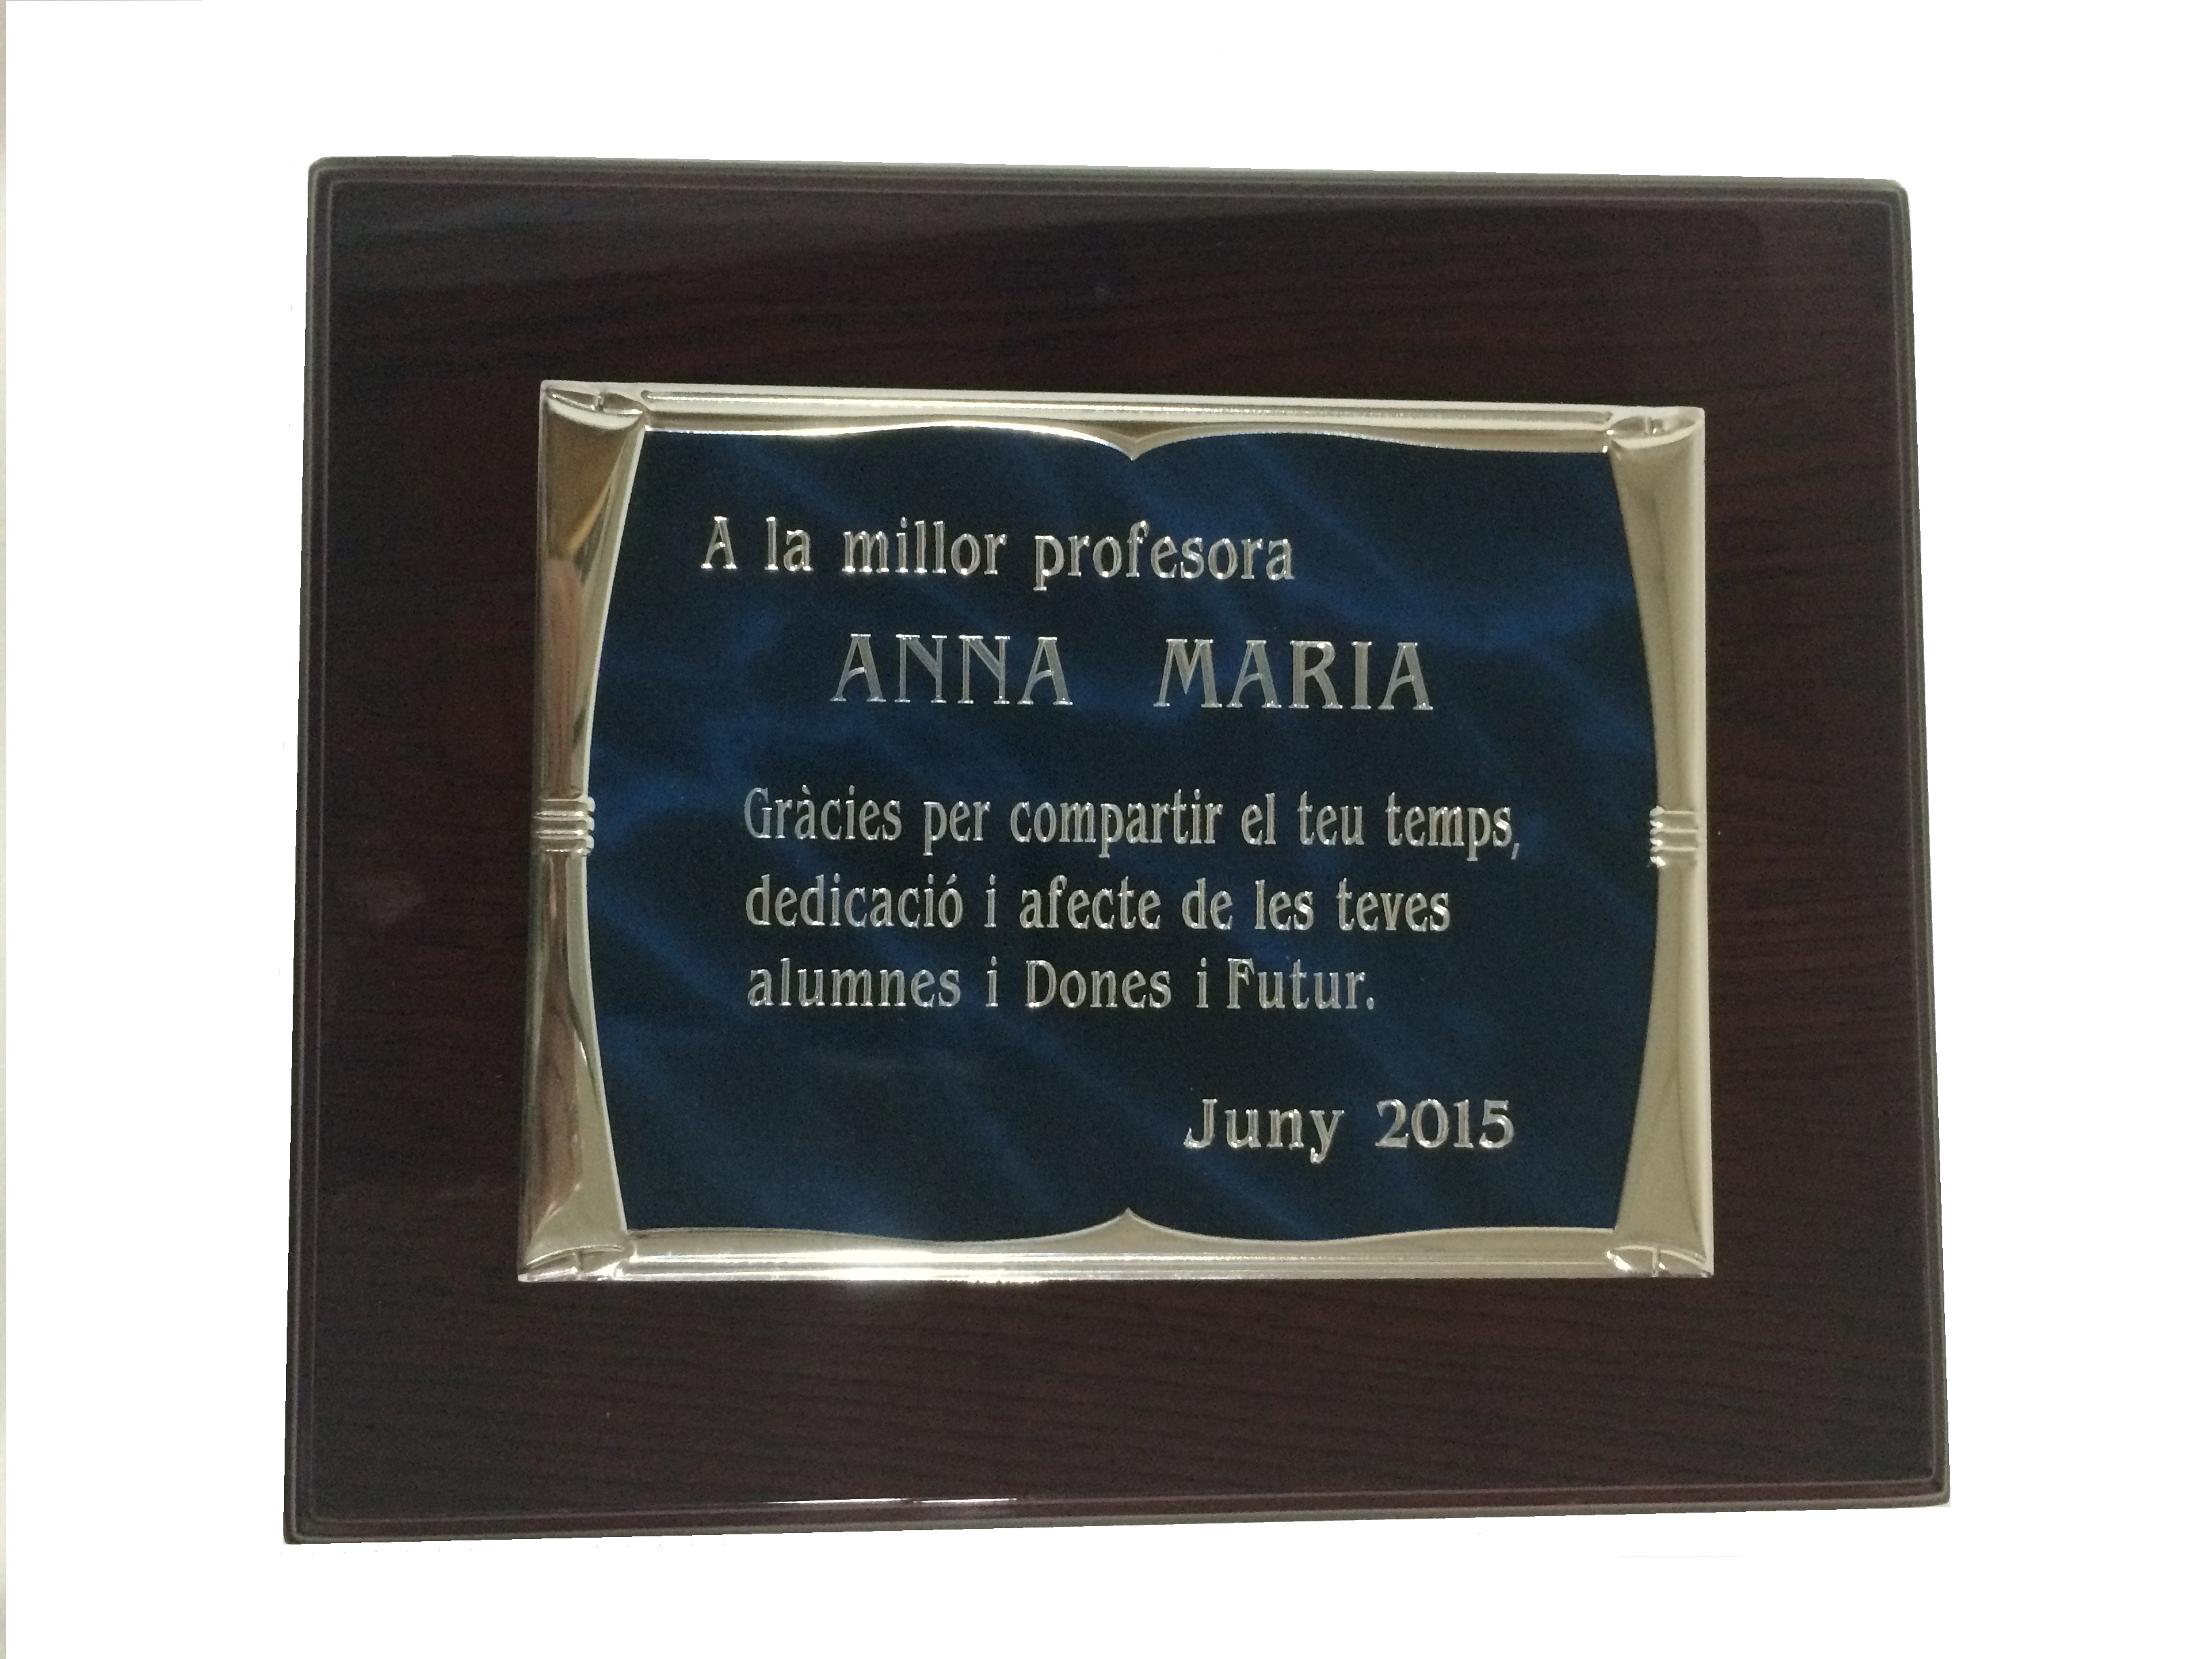 A la millor profesora
ANNA MARIA
Gràcies per compartir el teu temps,
dedicació i afecte de les teves
alumnes i Dones i Futur.
Juny 2015